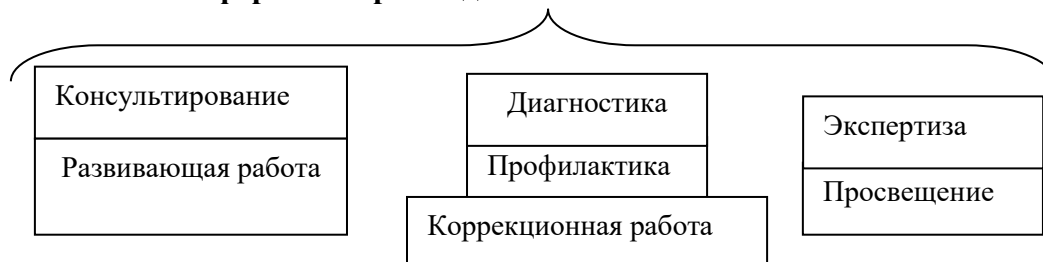 Консультирование
Развивающая работа
Диагностика
Профилактика
Коррекционная работа
Экспертиза
Просвещение